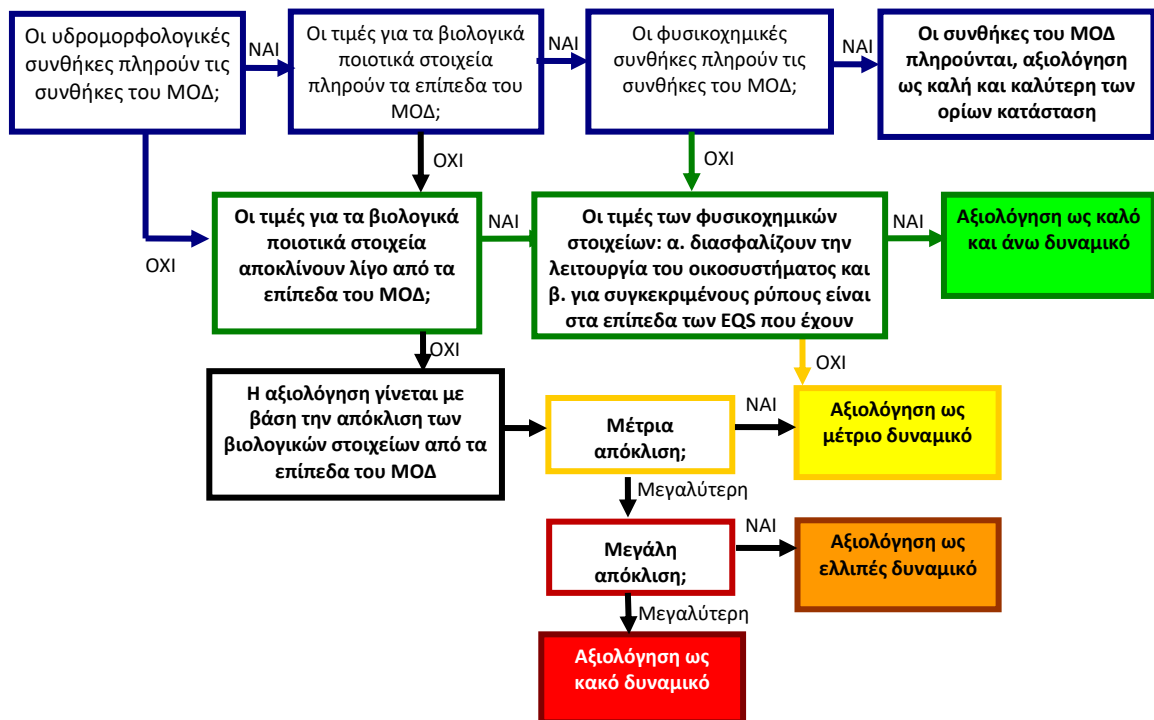 Οι υδρομορφολογικές
συνθήκες πληρούν τις
συνθήκες του ΜΟΔ;
ΝΑΙ
Οι τιμές για τα βιολογικά
ποιοτικά στοιχεία
πληρούν τα επίπεδα του
ΜΟΔ;
ΝΑΙ
Οι φυσικοχημικές
συνθήκες πληρούν τις
συνθήκες του ΜΟΔ;
ΝΑΙ
Οι συνθήκες του ΜΟΔ
πληρούνται, αξιολόγηση
ως καλή και καλύτερη των
ορίων κατάσταση
ΟΧΙ
ΟΧΙ
ΟΧΙ
Οι τιμές για τα βιολογικά
ποιοτικά στοιχεία
αποκλίνουν λίγο από τα
επίπεδα του ΜΟΔ;
ΝΑΙ
Οι τιμές των φυσικοχημικών
στοιχείων: α. διασφαλίζουν την
λειτουργία του οικοσυστήματος και
β. για συγκεκριμένους ρύπους είναι
στα επίπεδα των EQS που έχουν
ΝΑΙ
Αξιολόγηση ως καλό
και άνω δυναμικό
ΟΧΙ
ΟΧΙ
Η αξιολόγηση γίνεται με
βάση την απόκλιση των
βιολογικών στοιχείων από τα
επίπεδα του ΜΟΔ
Μέτρια
απόκλιση;
ΝΑΙ
Αξιολόγηση ως
μέτριο δυναμικό
Μεγαλύτερη
Μεγάλη
απόκλιση;
ΝΑΙ
Αξιολόγηση ως
ελλιπές δυναμικό
Μεγαλύτερη
Αξιολόγηση ως
κακό δυναμικό